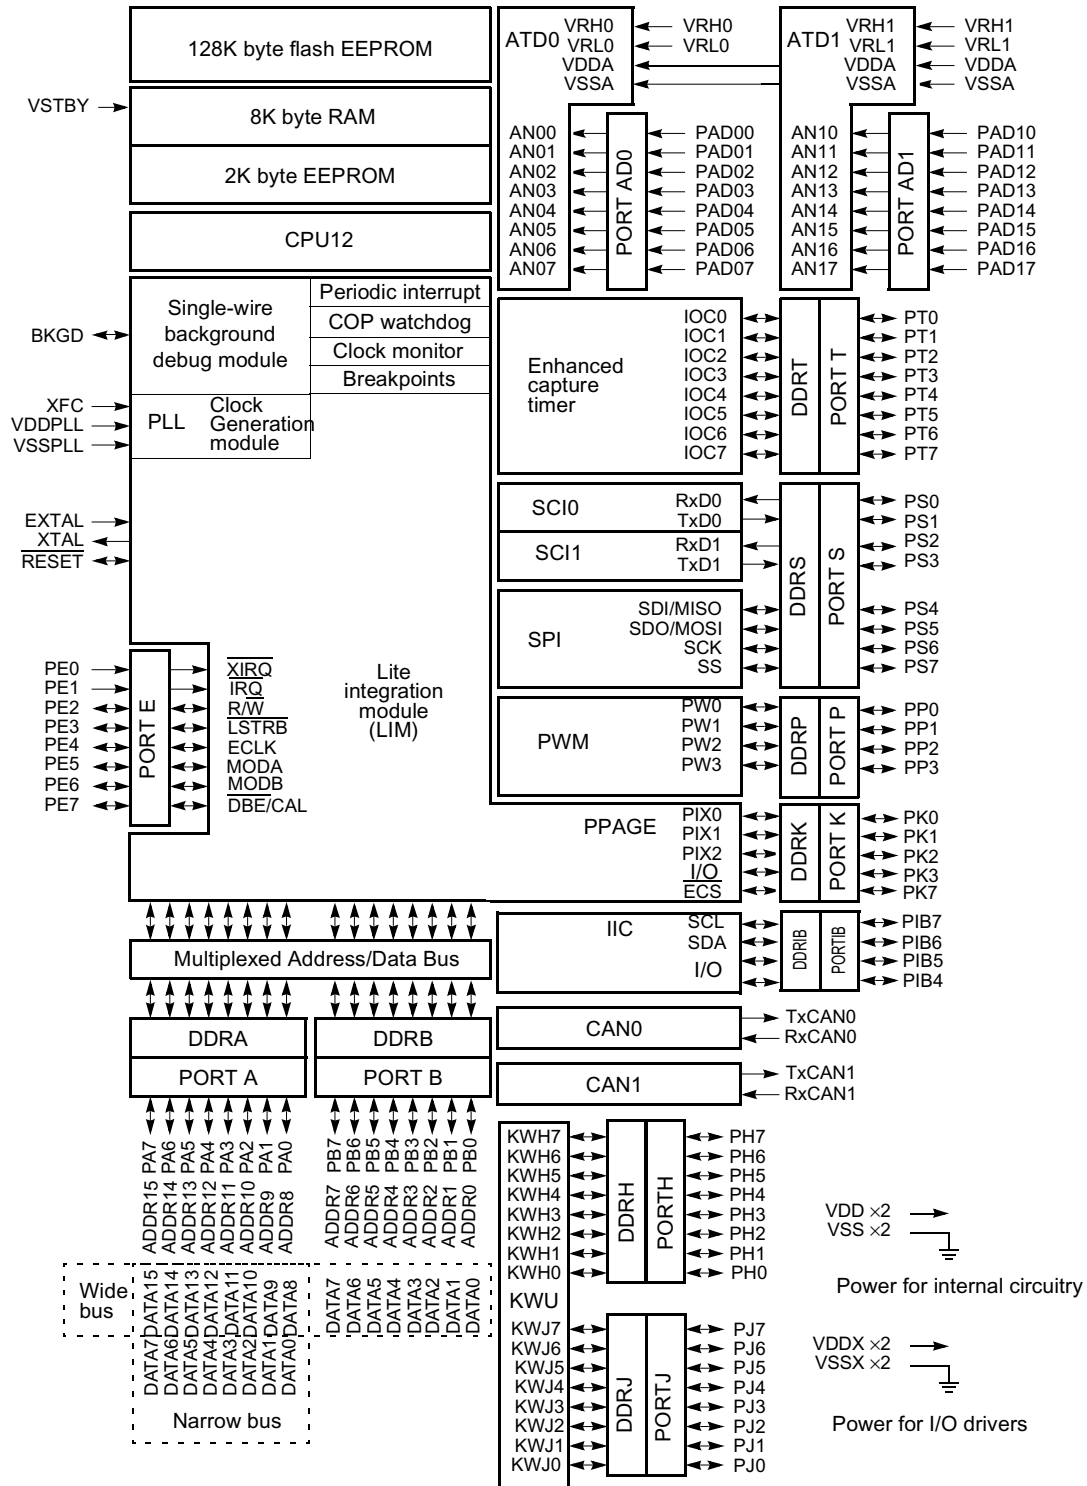 128K byte flash EEPROM
VSTBY
8K byte RAM
2K byte EEPROM
CPU12
Single-wire
background
debug module
Periodic interrupt
COP watchdog
Clock monitor
Breakpoints
BKGD
XFC
VDDPLL
VSSPLL
PLL
Clock
Generation
module
EXTAL
XTAL
RESET
PE0
PE1
PE2
PE3
PE4
PE5
PE6
PE7
PORT E
XIRQ
IRQ
R/W
LSTRB
ECLK
MODA
MODB
DBE/CAL
Lite
integration
module
(LIM)
ATD0
VRH0
VRL0
VDDA
VSSA
VRH0
VRL0
AN00
AN01
AN02
AN03
AN04
AN05
AN06
AN07
PORT AD0
PAD00
PAD01
PAD02
PAD03
PAD04
PAD05
PAD06
PAD07
ATD1
VRH1
VRL1
VDDA
VSSA
VRH1
VRL1
VDDA
VSSA
AN10
AN11
AN12
AN13
AN14
AN15
AN16
AN17
PORT AD1
PAD10
PAD11
PAD12
PAD13
PAD14
PAD15
PAD16
PAD17
Enhanced
capture
timer
IOC0
IOC1
IOC2
IOC3
IOC4
IOC5
IOC6
IOC7
DDRT
PORT T
PT0
PT1
PT2
PT3
PT4
PT5
PT6
PT7
SCI0
RxD0
TxD0
SCI1
RxD1
TxD1
SPI
SDI/MISO
SDO/MOSI
SCK
SS
DDRS
PORT S
PS0
PS1
PS2
PS3
PS4
PS5
PS6
PS7
PWM
PW0
PW1
PW2
PW3
DDRP
PORT P
PP0
PP1
PP2
PP3
PPAGE
PIX0
PIX1
PIX2
I/O
ECS
DDRK
PORT K
PK0
PK1
PK2
PK3
PK7
IIC
SCL
SDA
I/O
DDRIB
PORTIB
PIB7
PIB6
PIB5
PIB4
Multiplexed Address/Data Bus
DDRA
PORT A
DDRB
PORT B
CAN0
TxCAN0
RxCAN0
CAN1
TxCAN1
RxCAN1
PA7
PA6
PA5
PA4
PA3
PA2
PA1
PA0
PB7
PB6
PB5
PB4
PB3
PB2
PB1
PB0
ADDR15
ADDR14
ADDR13
ADDR12
ADDR11
ADDR10
ADDR9
ADDR8
ADDR7
ADDR6
ADDR5
ADDR4
ADDR3
ADDR2
ADDR1
ADDR0
Wide
bus
DATA15
DATA14
DATA13
DATA12
DATA11
DATA10
DATA9
DATA8
DATA7
DATA6
DATA5
DATA4
DATA3
DATA2
DATA1
DATA0
DATA7
DATA6
DATA5
DATA4
DATA3
DATA2
DATA1
DATA0
Narrow bus
KWH7
KWH6
KWH5
KWH4
KWH3
KWH2
KWH1
KWH0
KWU
KWJ7
KWJ6
KWJ5
KWJ4
KWJ3
KWJ2
KWJ1
KWJ0
DDRH
PORTH
PH7
PH6
PH5
PH4
PH3
PH2
PH1
PH0
DDRJ
PORTJ
PJ7
PJ6
PJ5
PJ4
PJ3
PJ2
PJ1
PJ0
VDD ×2
VSS ×2
Power for internal circuitry
VDDX ×2
VSSX ×2
Power for I/O drivers